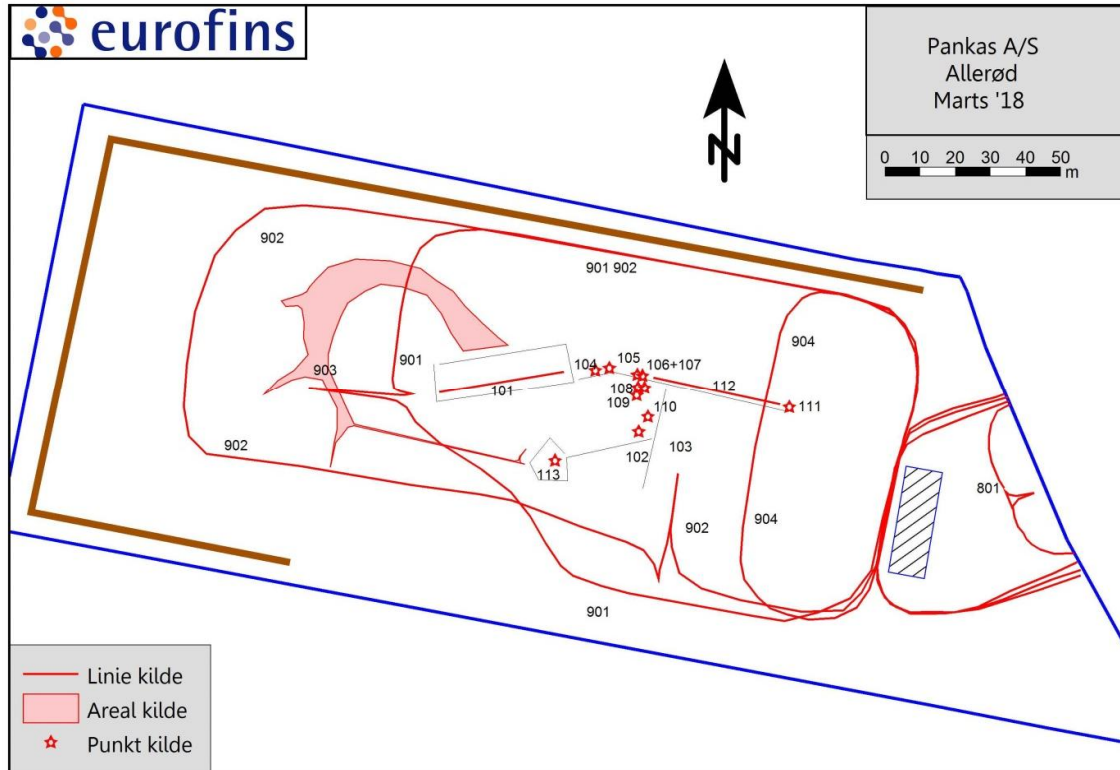 eurofins
Pankas A/S
Allerød
Marts '18
N
0 10 20 30 40 50
m
902
901 902
904
901
903
101
104
105
106+107
108
109
112
111
110
102
103
113
902
801
904
902
901
Linie kilde
Areal kilde
Punkt kilde